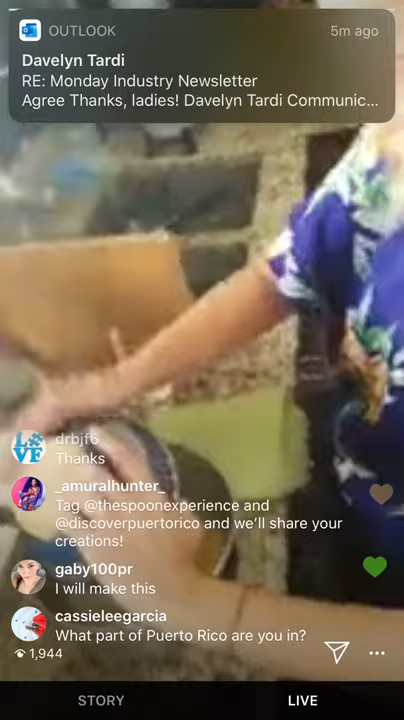 OUTLOOK
5m ago
Davelyn Tardi
RE: Monday Industry Newsletter
Agree Thanks, ladies! Davelyn Tardi Communic...
drbjf6
Thanks
_amuralhunter_
Tag @thespoonexperience and
@discoverpuertorico and we'll share your
creations!
gaby100pr
I will make this
cassieleegarcia
What part of Puerto Rico are you in?
1,944
STORY
LIVE